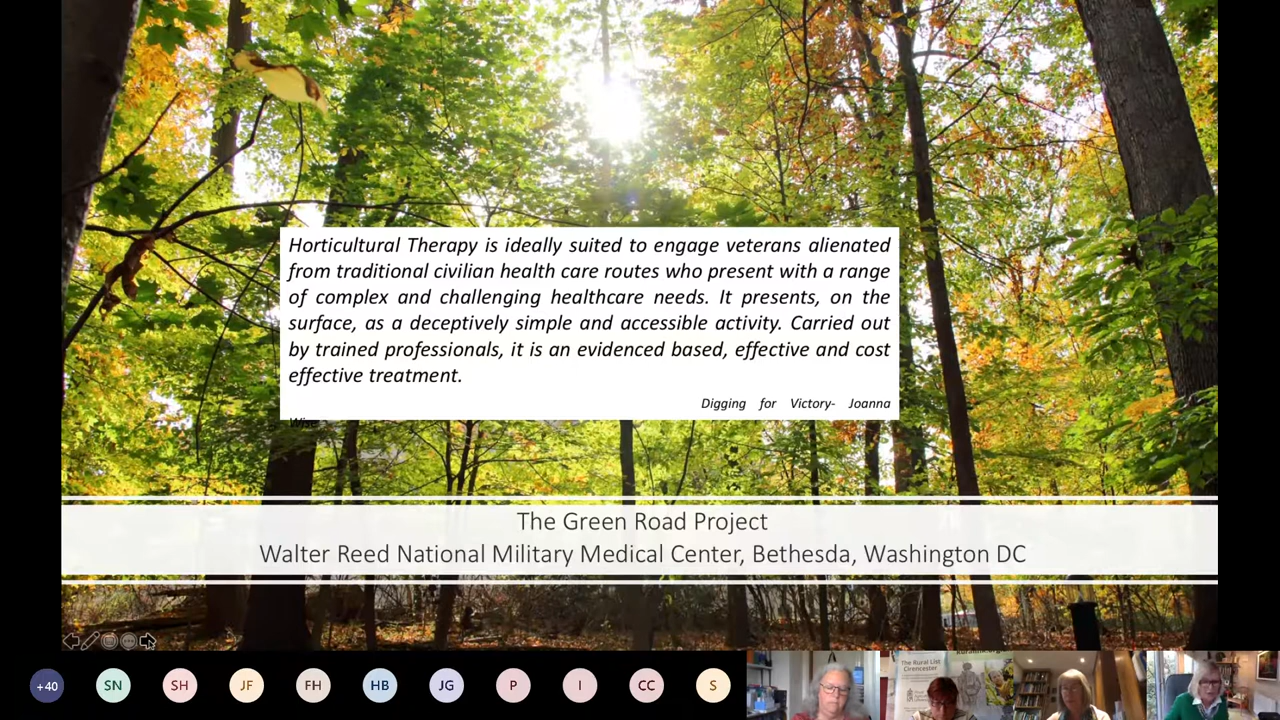 Horticultural Therapy is ideally suited to engage veterans alienated
from traditional civilian health care routes who present with a range
of complex and challenging healthcare needs. It presents, on the
surface, as a deceptively simple and accessible activity. Carried out
by trained professionals, it is an evidenced based, effective and cost
effective treatment.
Digging for Victory- Joanna
Wise
The Green Road Project
Walter Reed National Military Medical Center, Bethesda, Washington DC
+40 SN SH JF FH HB JG P I CC S
The Rural List
Cirencester